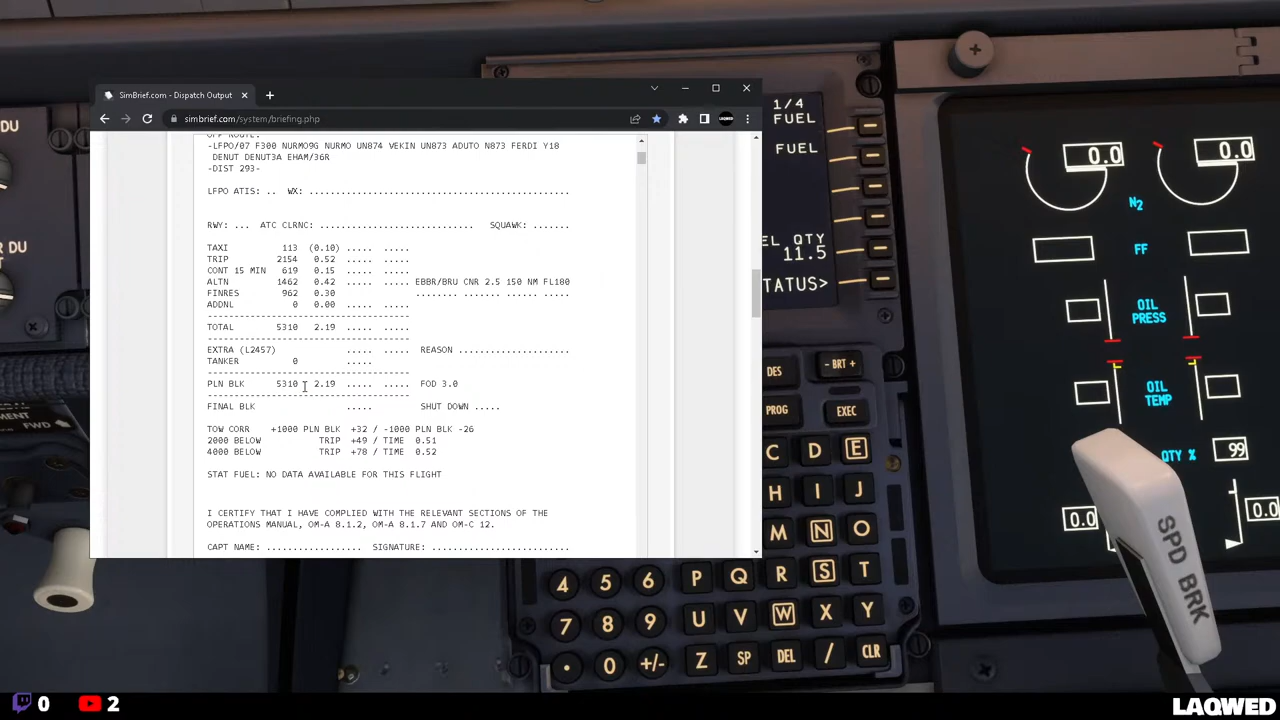 SimBrief.com - Dispatch Output
simbrief.com/system/briefing.php
-LFPO/07 F300 NURMO9G NURMO UN874 VEKIN UN873 ADUTO N873 FERDI Y18
DENUT DENUT3A EHAM/36R
-DIST 293-
LFPO ATIS: .. WX: ................................................
RWY: ... ATC CLRNC: ............................. SQUAWK: .......
TAXI 113 (0.10) ..... .....
TRIP 2154 0.52 ..... .....
CONT 15 MIN 619 0.15 ..... .....
ALTN 1462 0.42 ..... ..... EBBR/BRU CNR 2.5 150 NM FL180
FINRES 962 0.30 ..... ..... ........ ...... ...... .....
ADDNL 0 0.00 ..... .....
--------------------------------------
TOTAL 5310 2.19 ..... .....
--------------------------------------
EXTRA (L2457) ..... ..... REASON .....................
TANKER 0 .....
--------------------------------------
PLN BLK 5310 2.19 ..... ..... FOD 3.0
--------------------------------------
FINAL BLK ..... SHUT DOWN .....
TOW CORR +1000 PLN BLK +32 / -1000 PLN BLK -26
2000 BELOW TRIP +49 / TIME 0.51
4000 BELOW TRIP +78 / TIME 0.52
STAT FUEL: NO DATA AVAILABLE FOR THIS FLIGHT
I CERTIFY THAT I HAVE COMPLIED WITH THE RELEVANT SECTIONS OF THE
OPERATIONS MANUAL, OM-A 8.1.2, OM-A 8.1.7 AND OM-C 12.
CAPT NAME: .................. SIGNATURE: .........................
DU
DU
MENT
FWD
1/4
FUEL
FUEL
EL QTY
11.5
TATUS>
DES
- BRT +
PROG
EXEC
C D E
H I J
M N O
4 5 6 P Q R S T
7 8 9 U V W X Y
. 0 +/- Z SP DEL / CLR
0.0 0.0
N2
FF
OIL
PRESS
OIL
TEMP
QTY % 99
0.0 0.0
SPD BRK
0 2
LAQWED